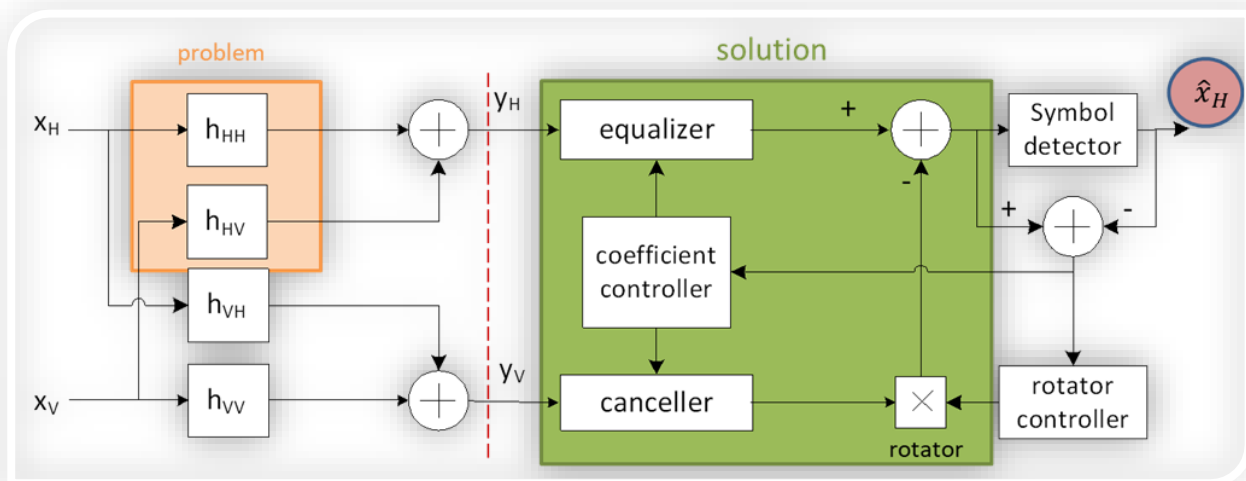 problem
solution
x_H
h_HH
y_H
equalizer
+
+
+
-
Symbol
detector
x̂_H
h_HV
+
-
+
coefficient
controller
h_VH
x_V
h_VV
+
y_V
canceller
×
rotator
rotator
controller